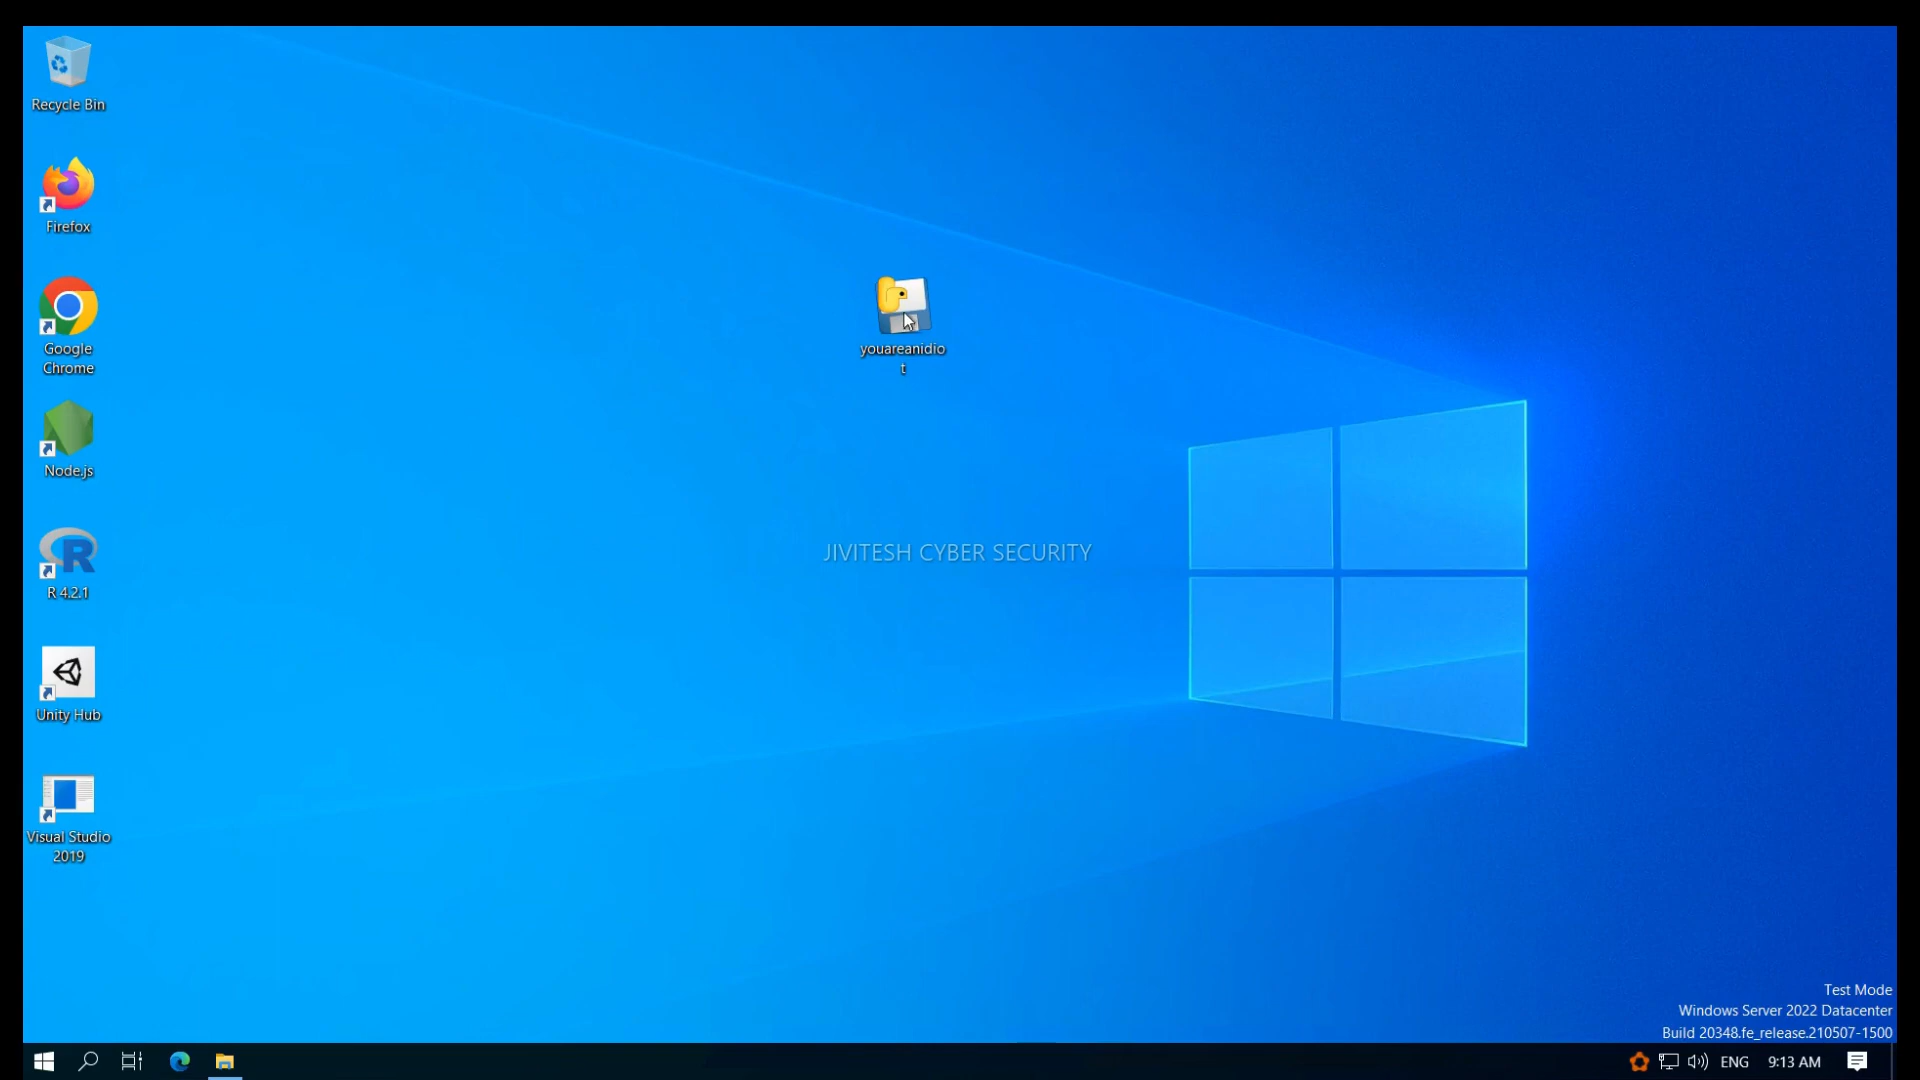 Recycle Bin
Firefox
Google
Chrome
Node.js
R 4.2.1
Unity Hub
Visual Studio
2019
youareanidio
t
JIVITESH CYBER SECURITY
Test Mode
Windows Server 2022 Datacenter
Build 20348.fe_release.210507-1500
ENG
9:13 AM